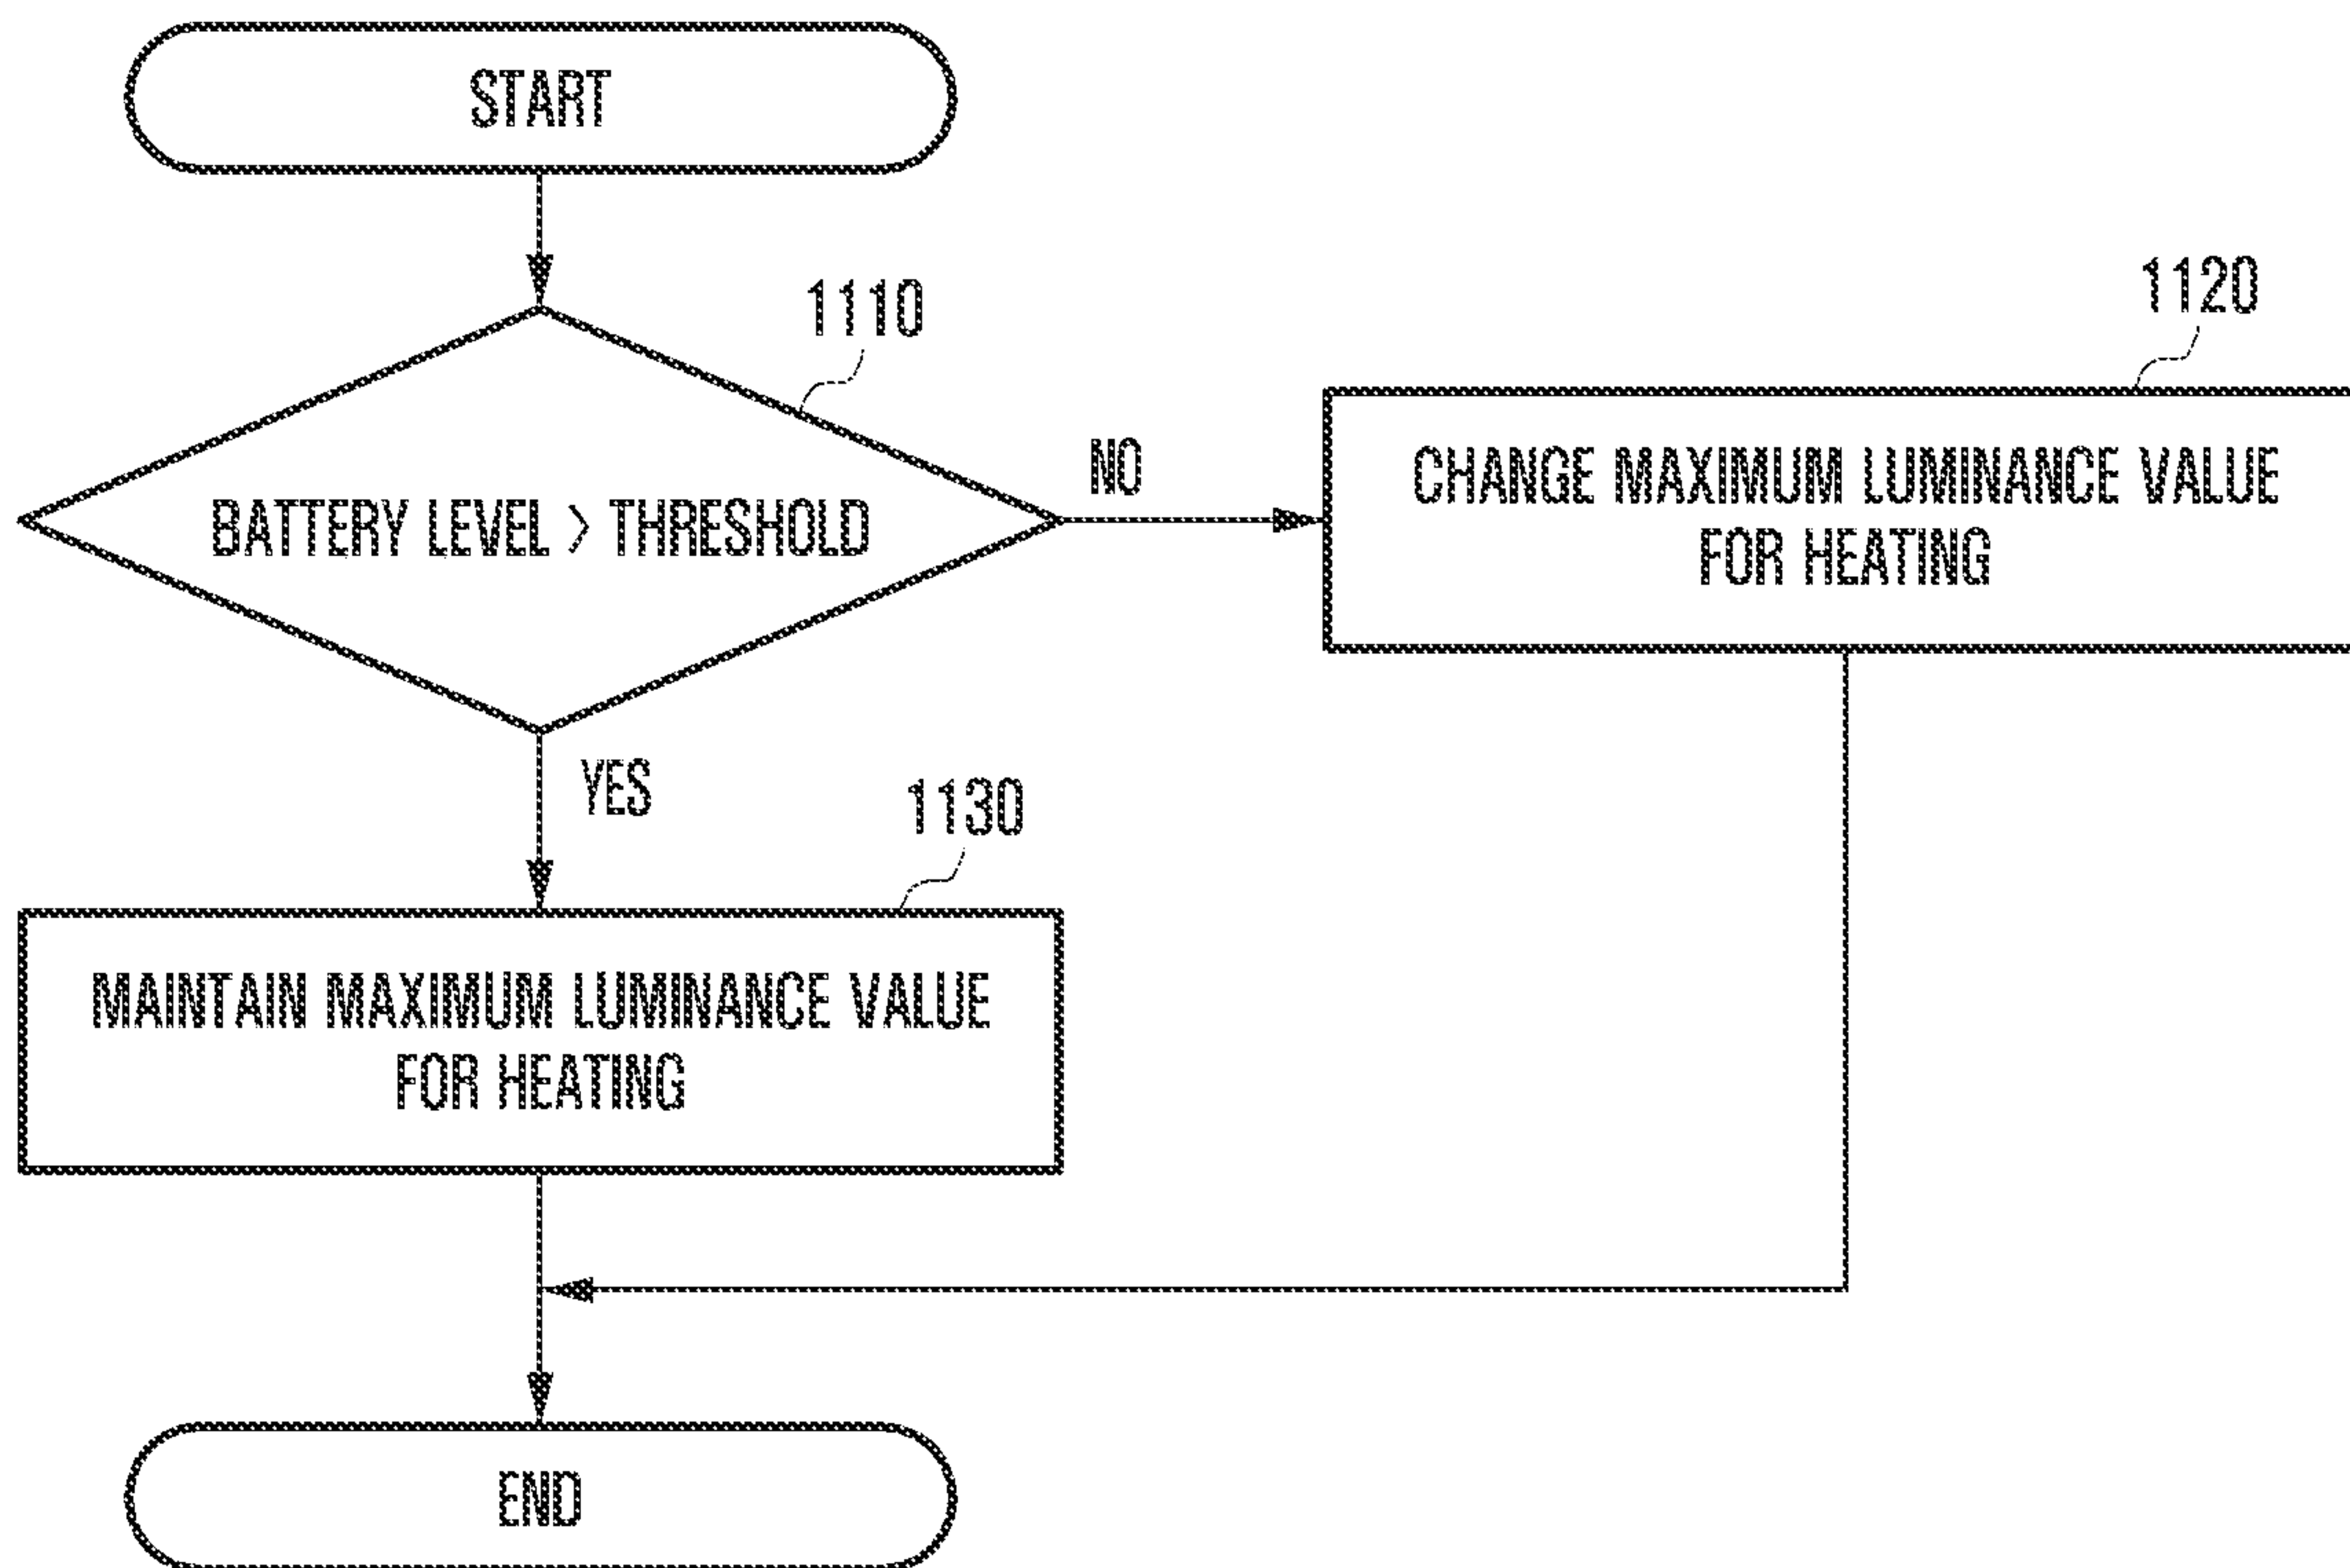 START
1110
1120
BATTERY LEVEL > THRESHOLD
NO
CHANGE MAXIMUM LUMINANCE VALUE
FOR HEATING
YES
1130
MAINTAIN MAXIMUM LUMINANCE VALUE
FOR HEATING
END